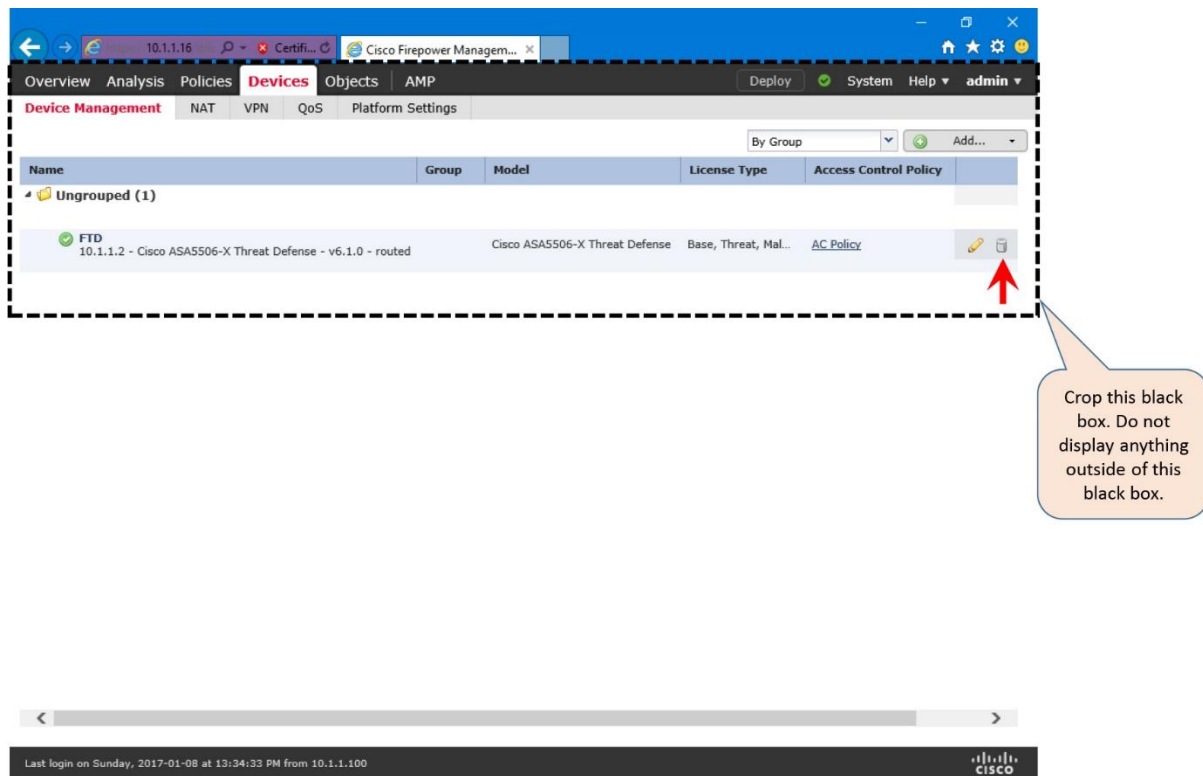 10.1.1.16 Certifi... Cisco Firepower Managem...
Overview Analysis Policies Devices Objects AMP Deploy System Help admin
Device Management NAT VPN QoS Platform Settings
By Group Add...
Name Group Model License Type Access Control Policy
Ungrouped (1)
FTD
10.1.1.2 - Cisco ASA5506-X Threat Defense - v6.1.0 - routed Cisco ASA5506-X Threat Defense Base, Threat, Mal... AC Policy
Crop this black
box. Do not
display anything
outside of this
black box.
Last login on Sunday, 2017-01-08 at 13:34:33 PM from 10.1.1.100
CISCO